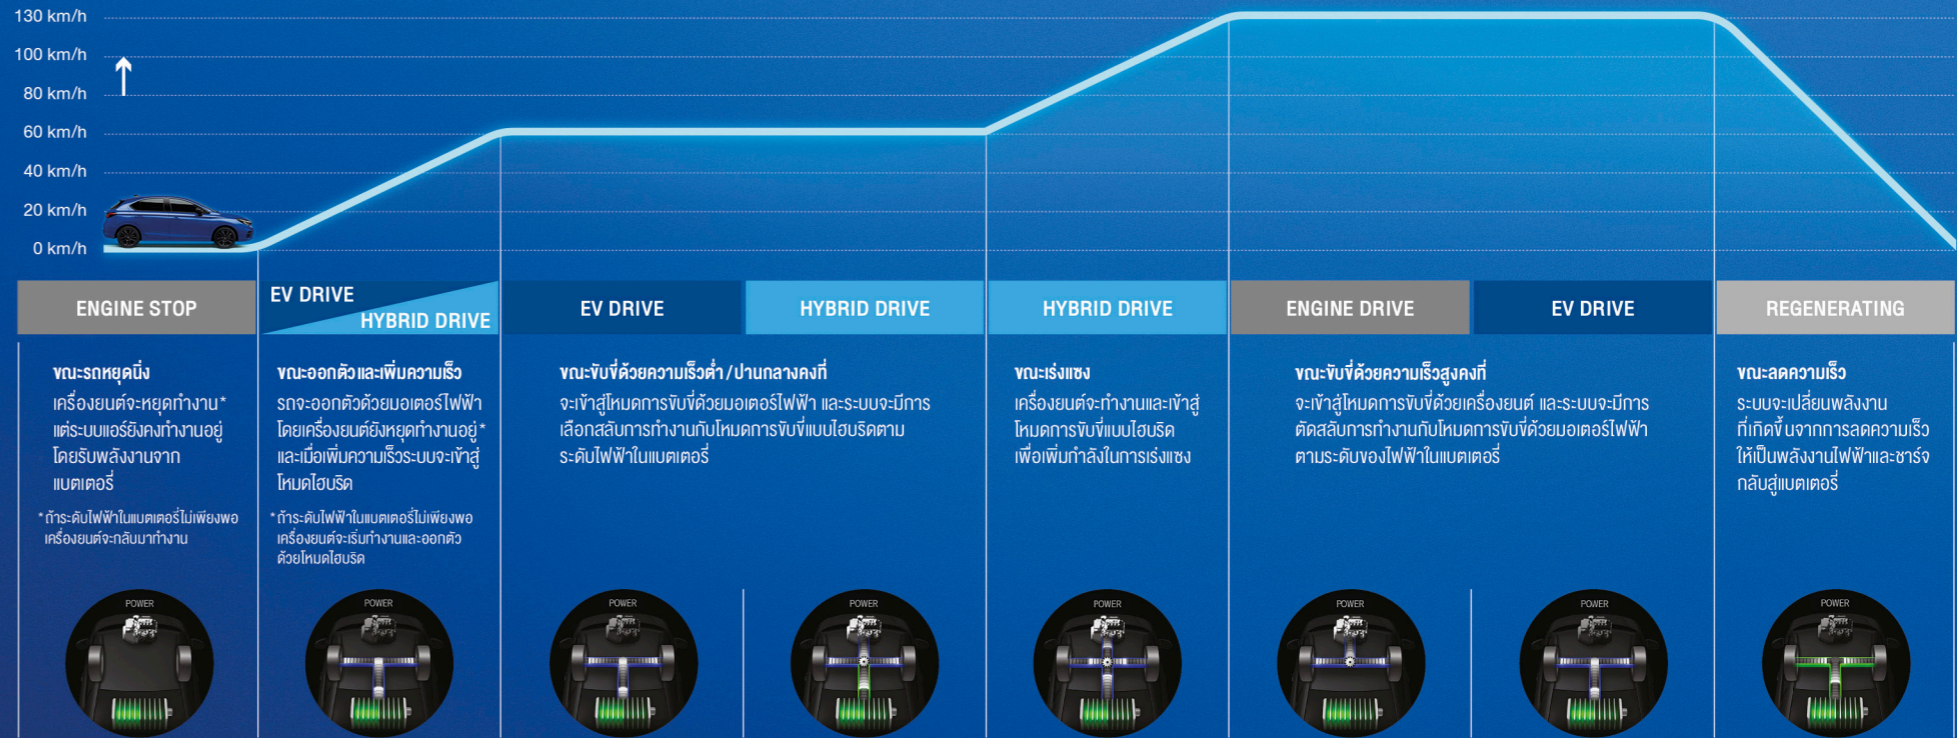 130 km/h
100 km/h
80 km/h
60 km/h
40 km/h
20 km/h
0 km/h
ENGINE STOP
EV DRIVE
HYBRID DRIVE
EV DRIVE
HYBRID DRIVE
HYBRID DRIVE
ENGINE DRIVE
EV DRIVE
REGENERATING
ขณะรถหยุดนิ่ง
เครื่องยนต์จะหยุดทำงาน*
แต่ระบบแอร์ยังคงทำงานอยู่
โดยรับพลังงานจาก
แบตเตอรี่
*ถ้าระดับไฟฟ้าในแบตเตอรี่ไม่เพียงพอ
เครื่องยนต์จะกลับมาทำงาน
ขณะออกตัวและเพิ่มความเร็ว
รถจะออกตัวด้วยมอเตอร์ไฟฟ้า
โดยเครื่องยนต์ยังหยุดทำงานอยู่*
และเมื่อเพิ่มความเร็วระบบจะเข้าสู่
โหมดไฮบริด
*ถ้าระดับไฟฟ้าในแบตเตอรี่ไม่เพียงพอ
เครื่องยนต์จะเริ่มทำงานและออกตัว
ด้วยโหมดไฮบริด
ขณะขับขี่ด้วยความเร็วต่ำ/ปานกลางคงที่
จะเข้าสู่โหมดการขับขี่ด้วยมอเตอร์ไฟฟ้า และระบบจะมีการ
เลือกสลับการทำงานกับโหมดการขับขี่แบบไฮบริดตาม
ระดับไฟฟ้าในแบตเตอรี่
ขณะเร่งแซง
เครื่องยนต์จะทำงานและเข้าสู่
โหมดการขับขี่แบบไฮบริด
เพื่อเพิ่มกำลังในการเร่งแซง
ขณะขับขี่ด้วยความเร็วสูงคงที่
จะเข้าสู่โหมดการขับขี่ด้วยเครื่องยนต์ และระบบจะมีการ
ตัดสลับการทำงานกับโหมดการขับขี่ด้วยมอเตอร์ไฟฟ้า
ตามระดับของไฟฟ้าในแบตเตอรี่
ขณะลดความเร็ว
ระบบจะเปลี่ยนพลังงาน
ที่เกิดขึ้นจากการลดความเร็ว
ให้เป็นพลังงานไฟฟ้าและชาร์จ
กลับสู่แบตเตอรี่
POWER
POWER
POWER
POWER
POWER
POWER
POWER
POWER